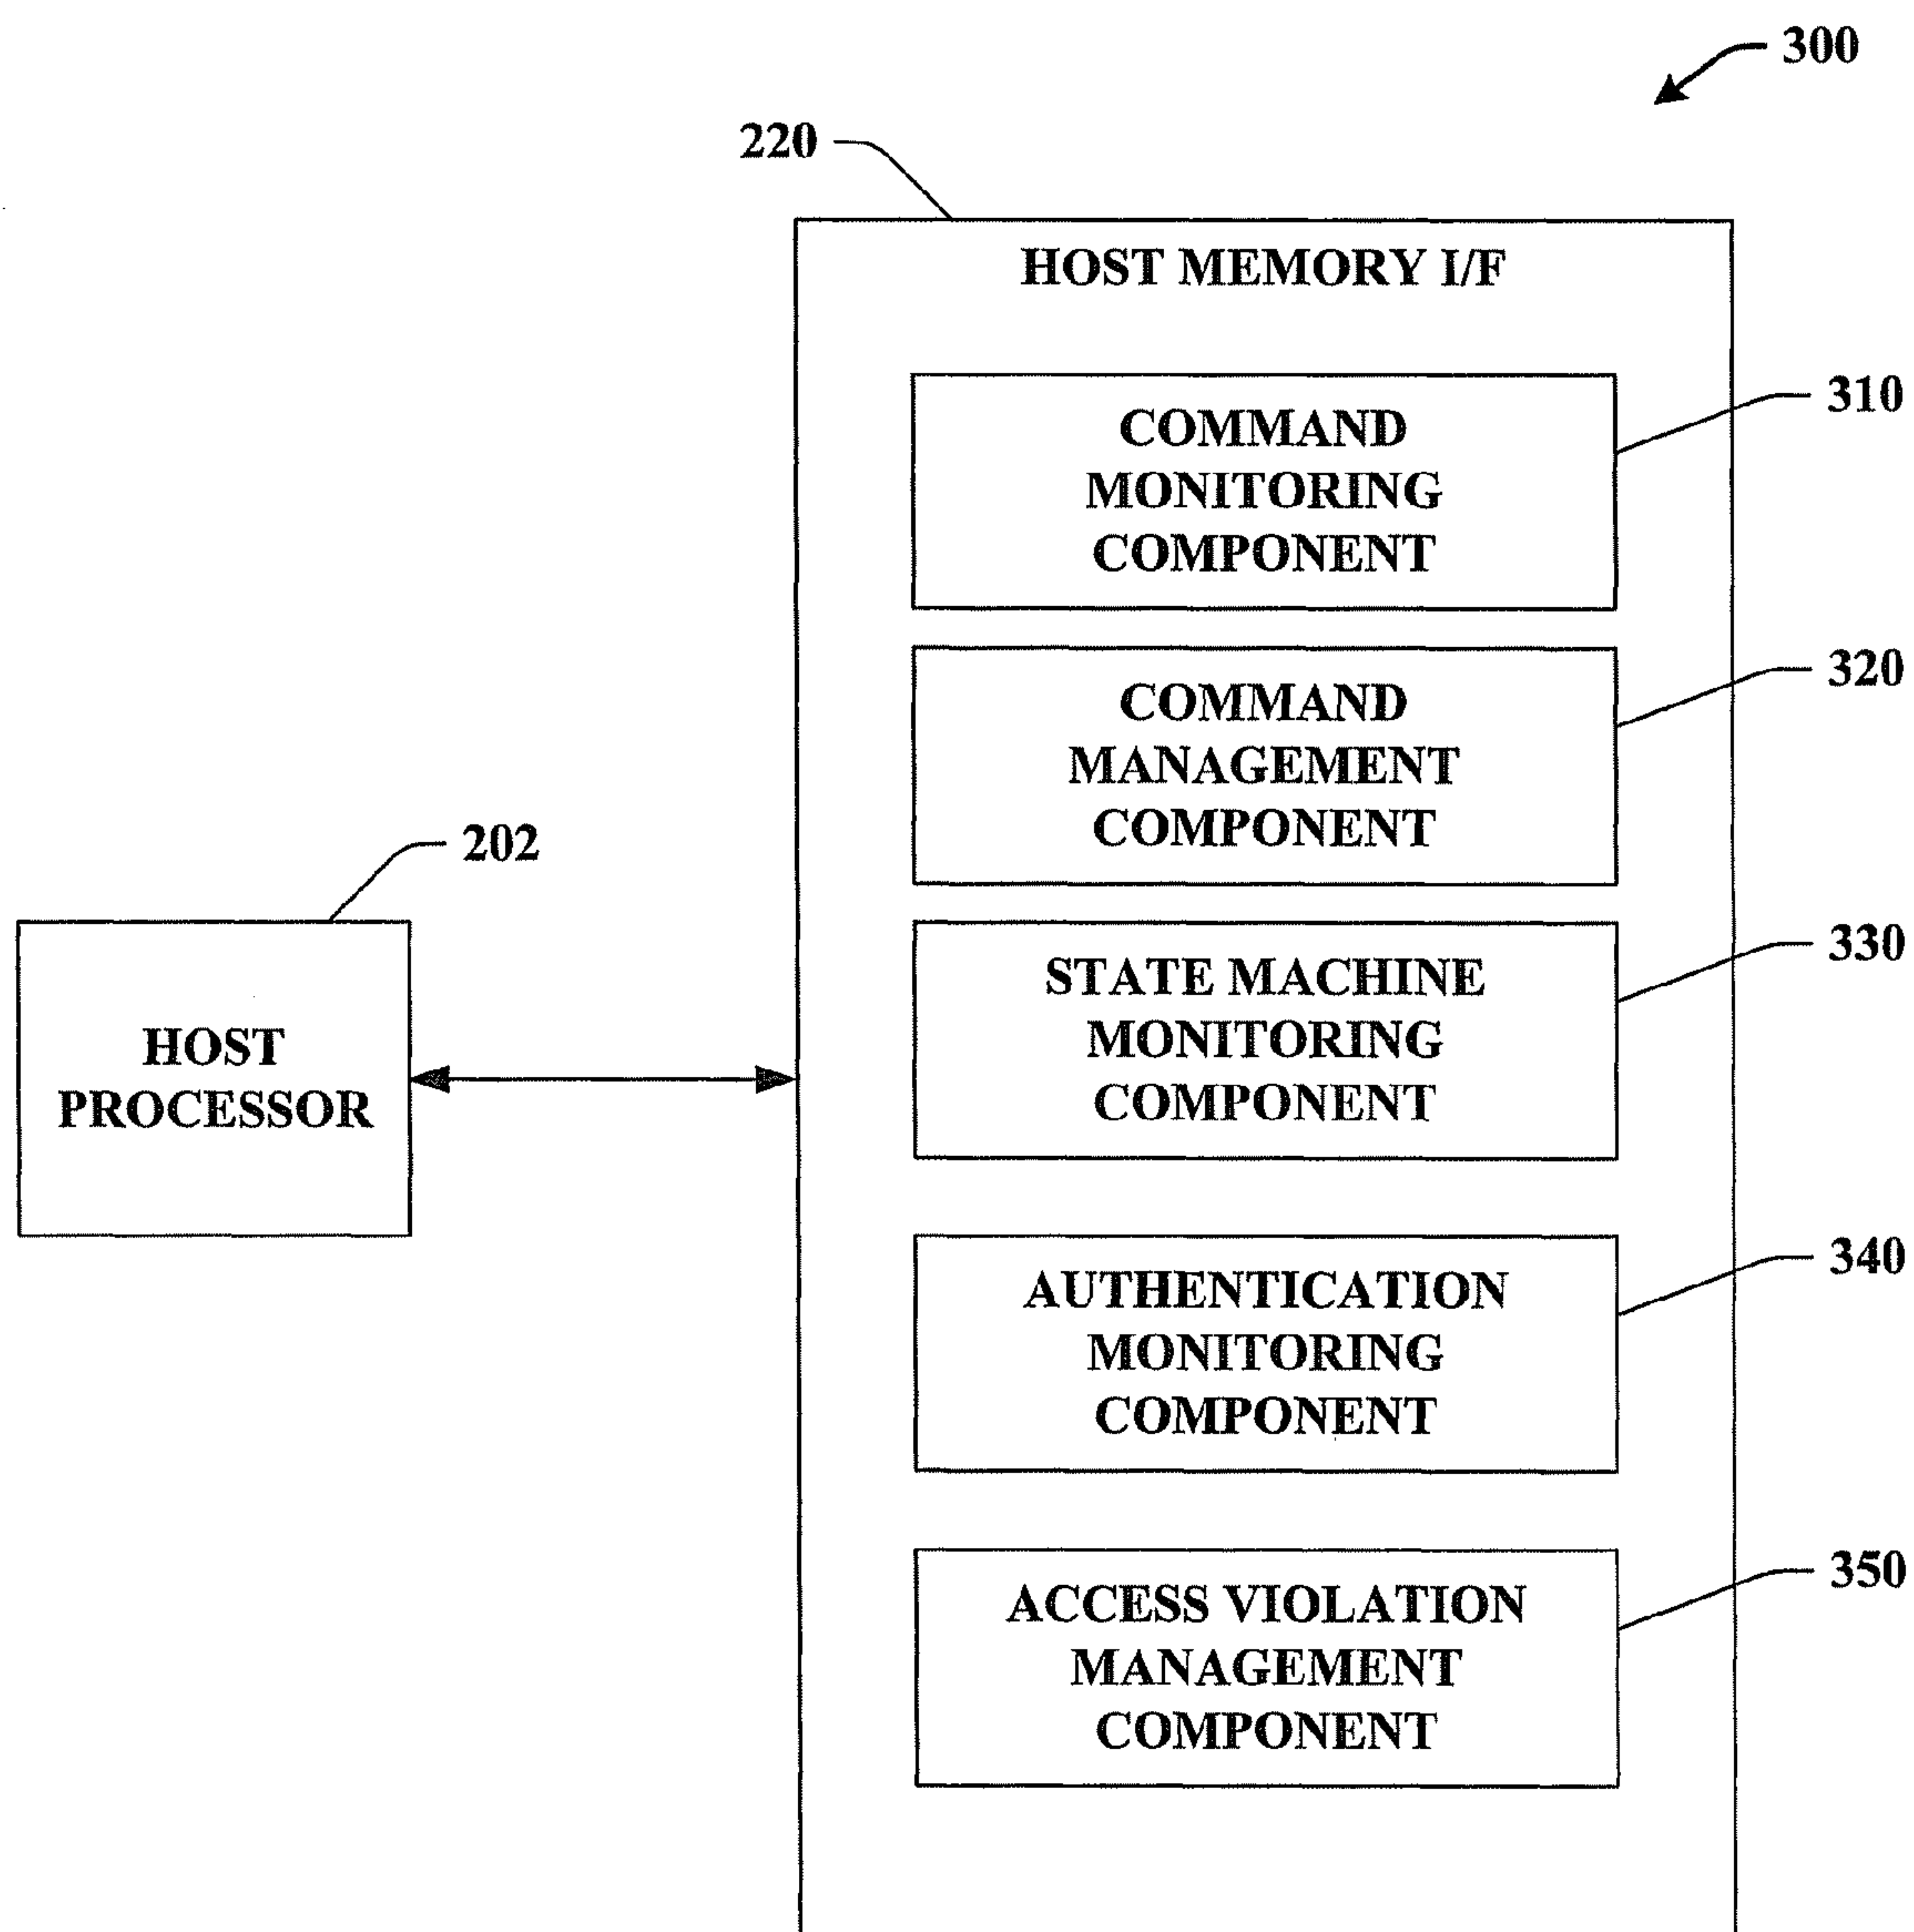 300
220
HOST MEMORY I/F
310
COMMAND
MONITORING
COMPONENT
320
COMMAND
MANAGEMENT
COMPONENT
202
HOST
PROCESSOR
330
STATE MACHINE
MONITORING
COMPONENT
340
AUTHENTICATION
MONITORING
COMPONENT
350
ACCESS VIOLATION
MANAGEMENT
COMPONENT